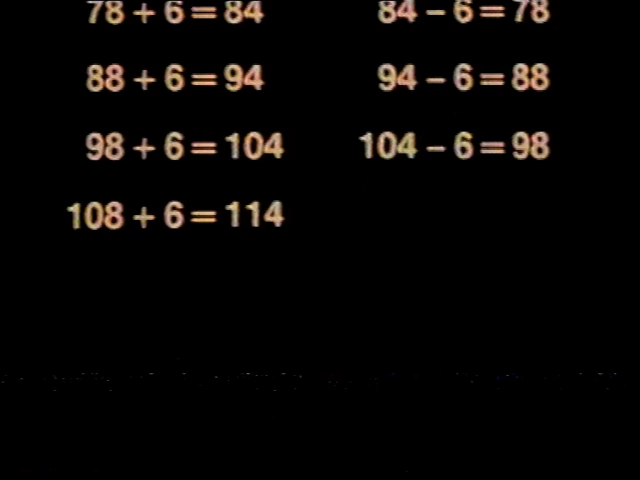 78 + 6 = 84 84 – 6 = 78
88 + 6 = 94 94 – 6 = 88
98 + 6 = 104 104 – 6 = 98
108 + 6 = 114